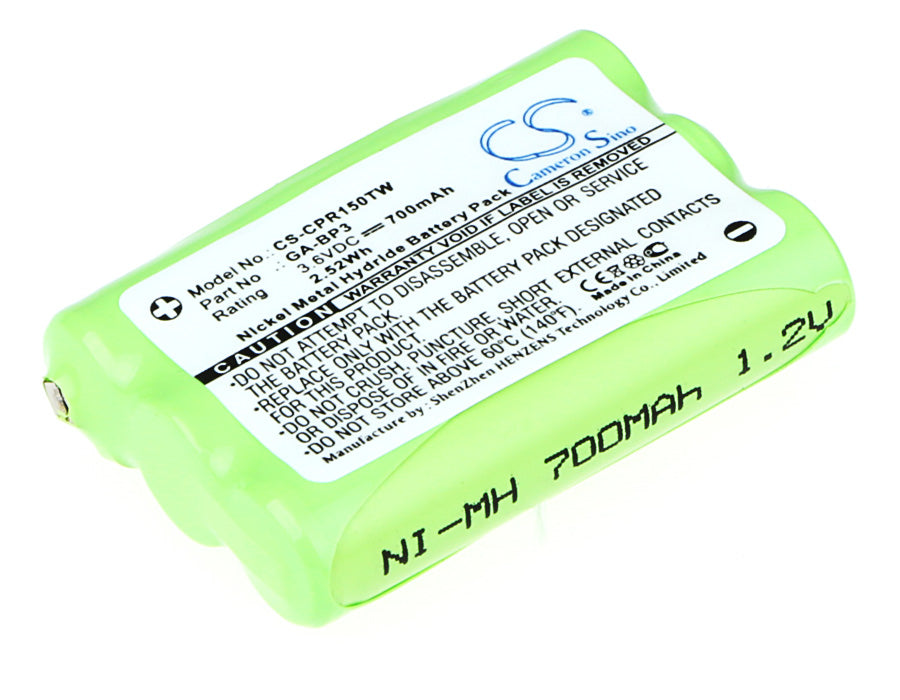 CS®
Cameron Sino
Model No.: CS-CPR150TW
Part No : GA-BP3
Rating : 3.6VDC ⎓ 700mAh
2.52Wh
Nickel Metal Hydride Battery Pack
CAUTION WARRANTY VOID IF LABEL IS REMOVED
•DO NOT ATTEMPT TO DISASSEMBLE, OPEN OR SERVICE
THE BATTERY PACK.
•REPLACE ONLY WITH THE BATTERY SPECIFICALLY
FOR THIS PRODUCT.
•DO NOT CRUSH, PUNCTURE, SHORT EXTERNAL CONTACTS
OR DISPOSE OF IN FIRE OR WATER.
•DO NOT STORE ABOVE 60°C (140°F).
CE
Made in China
Manufacture by : ShenZhen HENZENS Technology Co., Limited
NI-MH 700MAh 1.2V